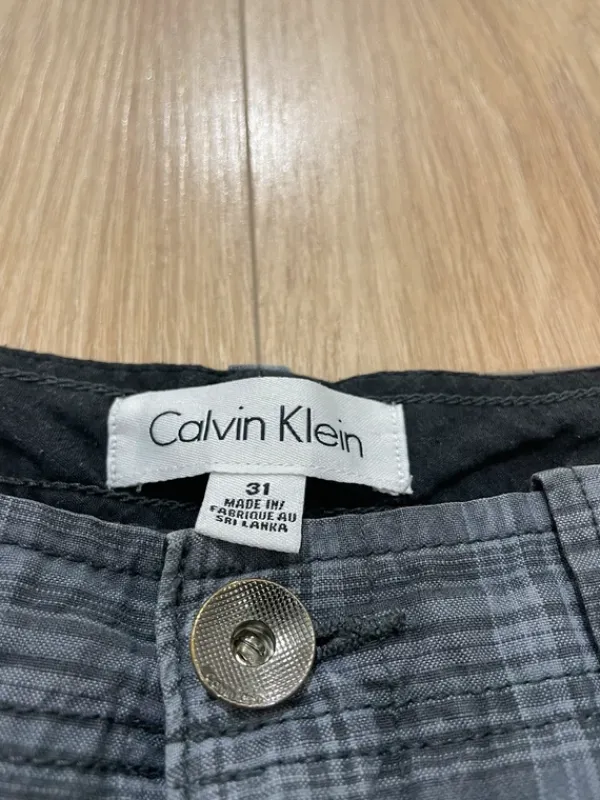 Calvin Klein
31
MADE IN/
FABRIQUE AU
SRI LANKA